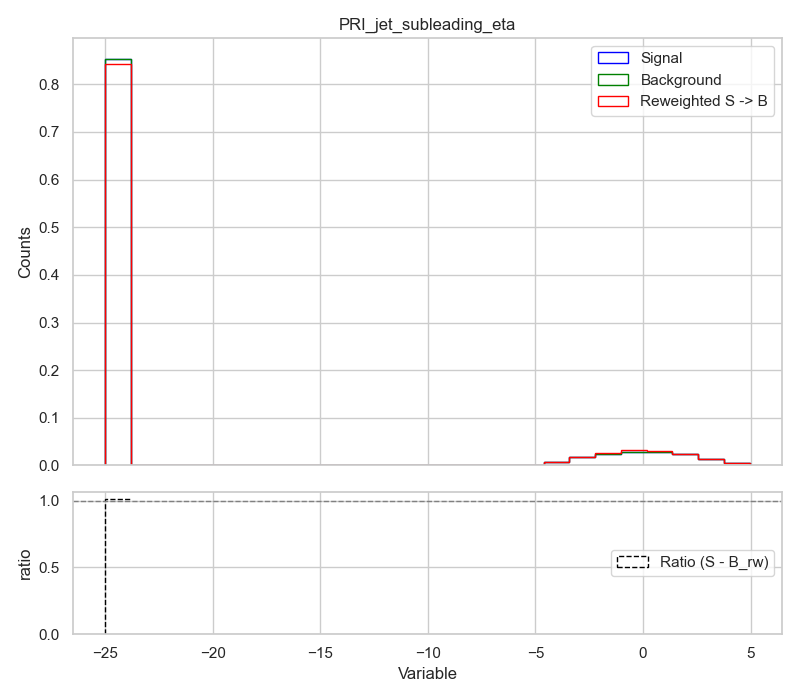 PRI_jet_subleading_eta
Signal
Background
Reweighted S -> B
Counts
0.8
0.7
0.6
0.5
0.4
0.3
0.2
0.1
0.0
ratio
1.0
0.5
0.0
Ratio (S - B_rw)
−25
−20
−15
−10
−5
0
5
Variable